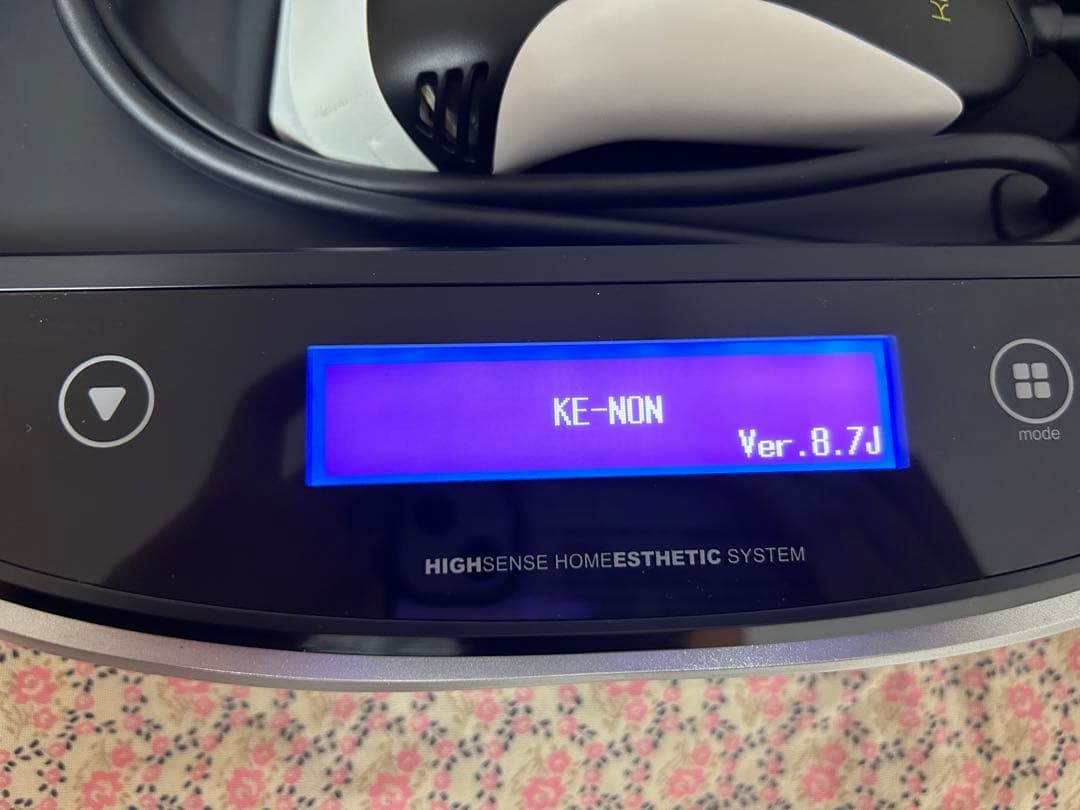 KE-NON
Ver.8.7J
mode
HIGHSENSE HOMEESTHETIC SYSTEM